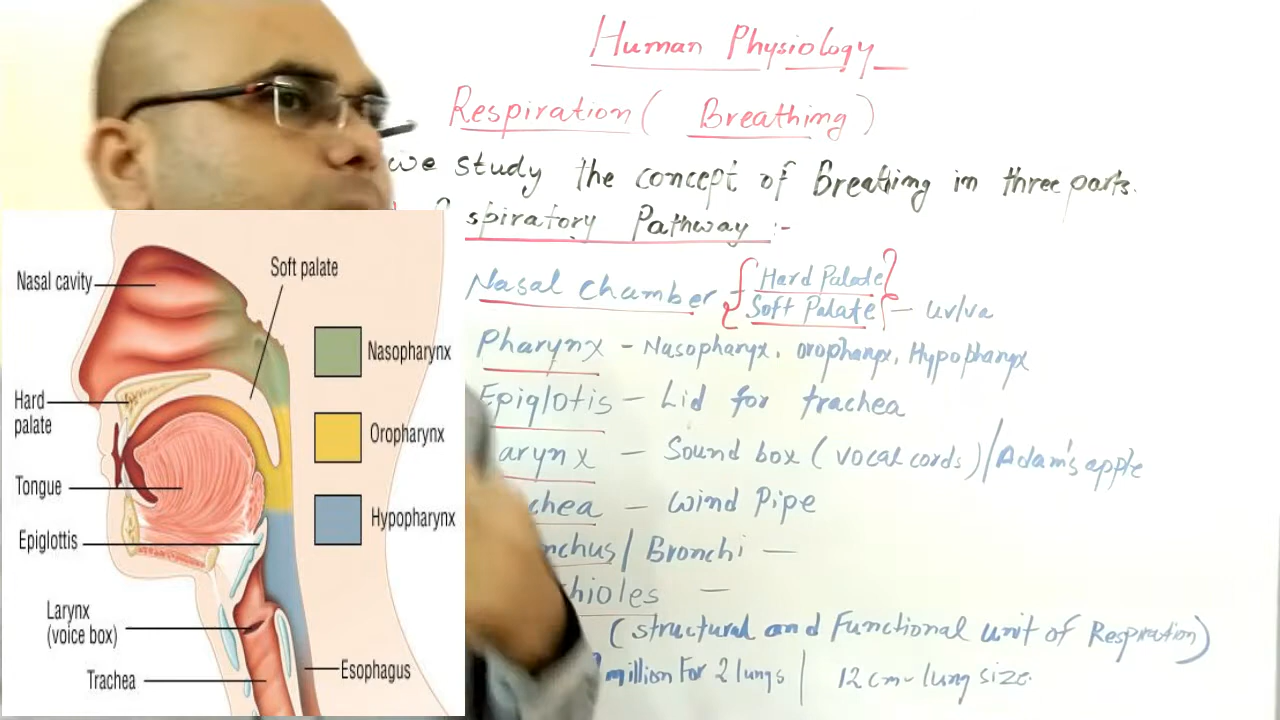 Human Physiology
Respiration ( Breathing )
we study the concept of Breathing in three parts.
spiratory Pathway :-
Nasal chamber - { Hard Palate
Soft Palate } - Uvula
Pharynx - Nasopharyx, oropharyx, Hypopharyx
Epiglotis - Lid for trachea
arynx - Sound box ( vocal cords ) / Adam's apple
chea - Wind Pipe
nchus / Bronchi -
hioles -
( structural and Functional unit of Respiration )
million For 2 lungs | 12 cm - lung size.
Nasal cavity
Soft palate
Nasopharynx
Hard
palate
Oropharynx
Tongue
Hypopharynx
Epiglottis
Larynx
(voice box)
Esophagus
Trachea